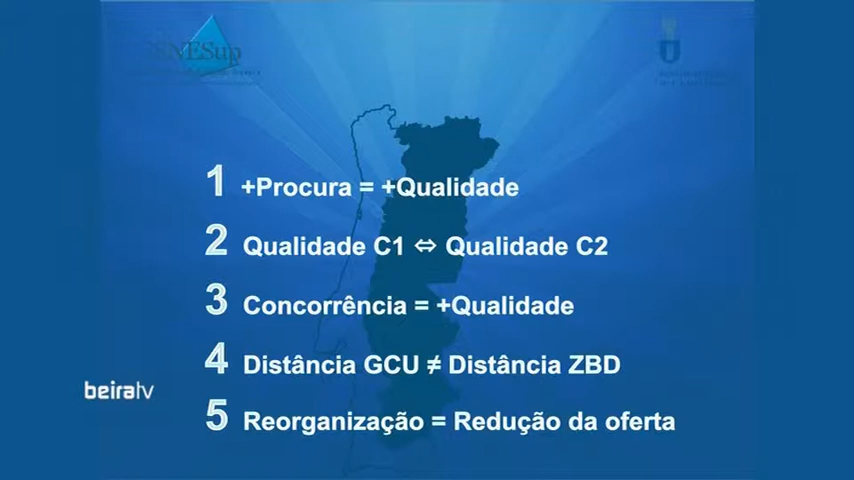 SNESup
1 +Procura = +Qualidade
2 Qualidade C1 ⇔ Qualidade C2
3 Concorrência = +Qualidade
4 Distância GCU ≠ Distância ZBD
beiratv
5 Reorganização = Redução da oferta